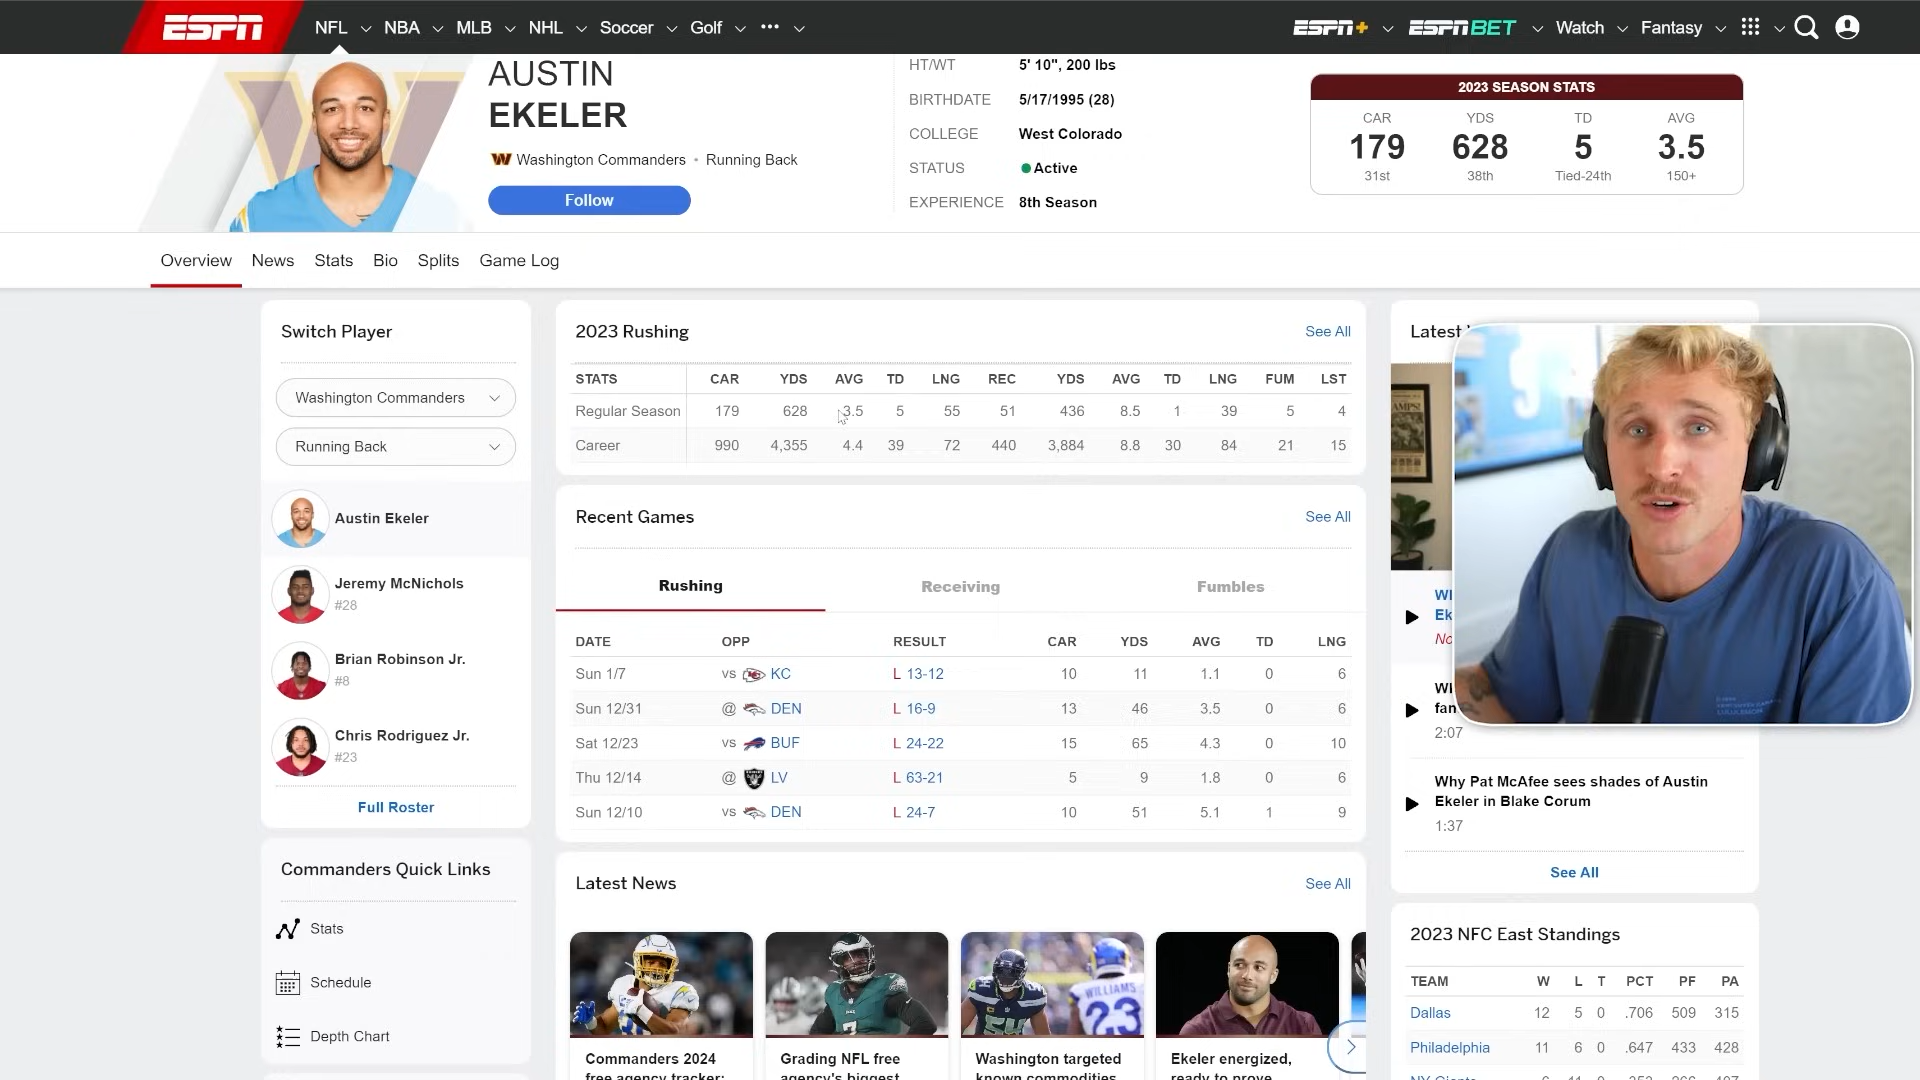 ESPN NFL NBA MLB NHL Soccer Golf ••• ESPN+ ESPN BET Watch Fantasy
AUSTIN
EKELER
Washington Commanders • Running Back
Follow
HT/WT 5' 10", 200 lbs
BIRTHDATE 5/17/1995 (28)
COLLEGE West Colorado
STATUS Active
EXPERIENCE 8th Season
2023 SEASON STATS
CAR YDS TD AVG
179 628 5 3.5
31st 38th Tied-24th 150+
Overview News Stats Bio Splits Game Log
Switch Player
Washington Commanders
Running Back
Austin Ekeler
Jeremy McNichols
#28
Brian Robinson Jr.
#8
Chris Rodriguez Jr.
#23
Full Roster
Commanders Quick Links
Stats
Schedule
Depth Chart
2023 Rushing See All
STATS CAR YDS AVG TD LNG REC YDS AVG TD LNG FUM LST
Regular Season 179 628 3.5 5 55 51 436 8.5 1 39 5 4
Career 990 4,355 4.4 39 72 440 3,884 8.8 30 84 21 15
Recent Games See All
Rushing Receiving Fumbles
DATE OPP RESULT CAR YDS AVG TD LNG
Sun 1/7 vs KC L 13-12 10 11 1.1 0 6
Sun 12/31 @ DEN L 16-9 13 46 3.5 0 6
Sat 12/23 vs BUF L 24-22 15 65 4.3 0 10
Thu 12/14 @ LV L 63-21 5 9 1.8 0 6
Sun 12/10 vs DEN L 24-7 10 51 5.1 1 9
Latest News See All
WILLIAMS
23
Commanders 2024
free agency tracker:
Grading NFL free
agency's biggest
Washington targeted
known commodities
Ekeler energized,
ready to prove
Latest
fan
2:07
Why Pat McAfee sees shades of Austin
Ekeler in Blake Corum
1:37
See All
2023 NFC East Standings
TEAM W L T PCT PF PA
Dallas 12 5 0 .706 509 315
Philadelphia 11 6 0 .647 433 428